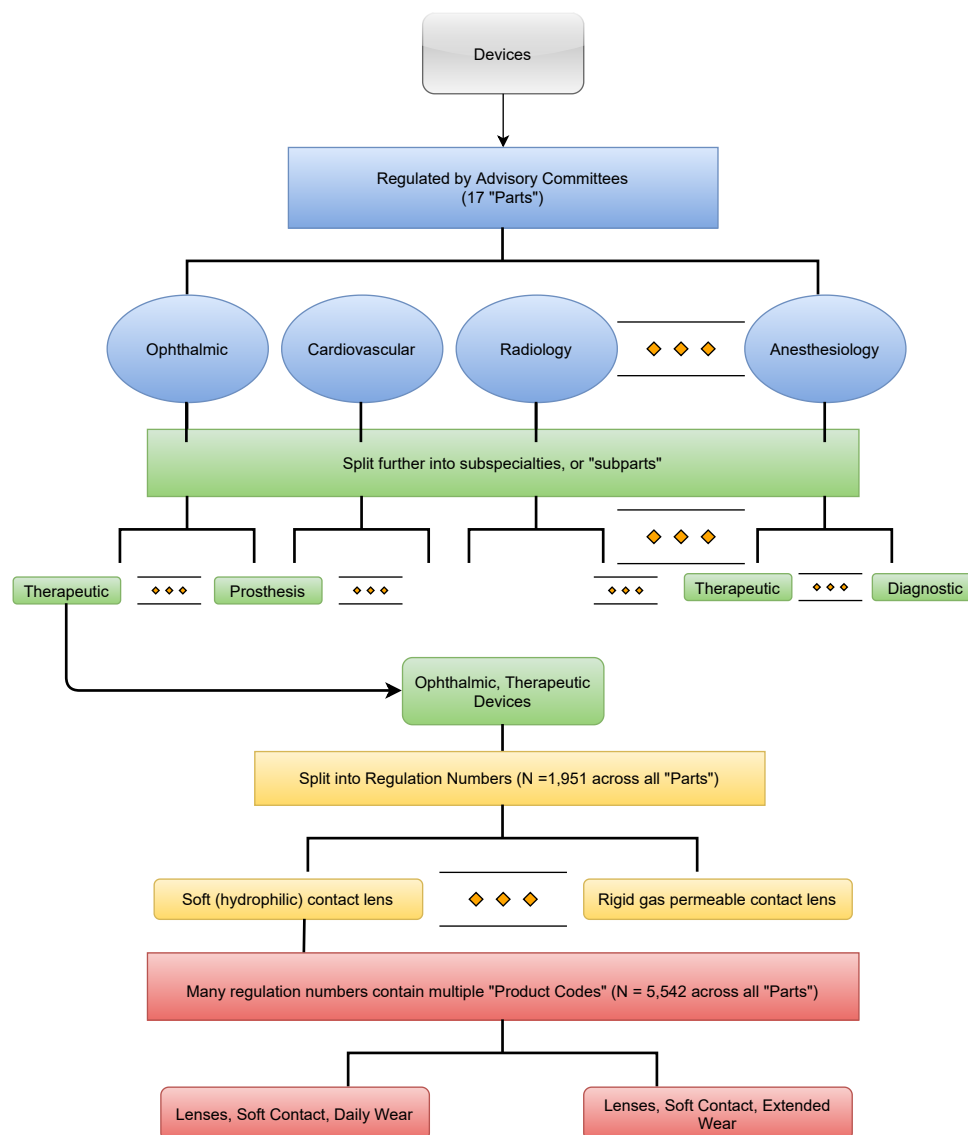 Devices
Regulated by Advisory Committees
(17 "Parts")
Ophthalmic
Cardiovascular
Radiology
Anesthesiology
Split further into subspecialties, or "subparts"
Therapeutic
Prosthesis
Therapeutic
Diagnostic
Ophthalmic, Therapeutic
Devices
Split into Regulation Numbers (N =1,951 across all "Parts")
Soft (hydrophilic) contact lens
Rigid gas permeable contact lens
Many regulation numbers contain multiple "Product Codes" (N = 5,542 across all "Parts")
Lenses, Soft Contact, Daily Wear
Lenses, Soft Contact, Extended
Wear